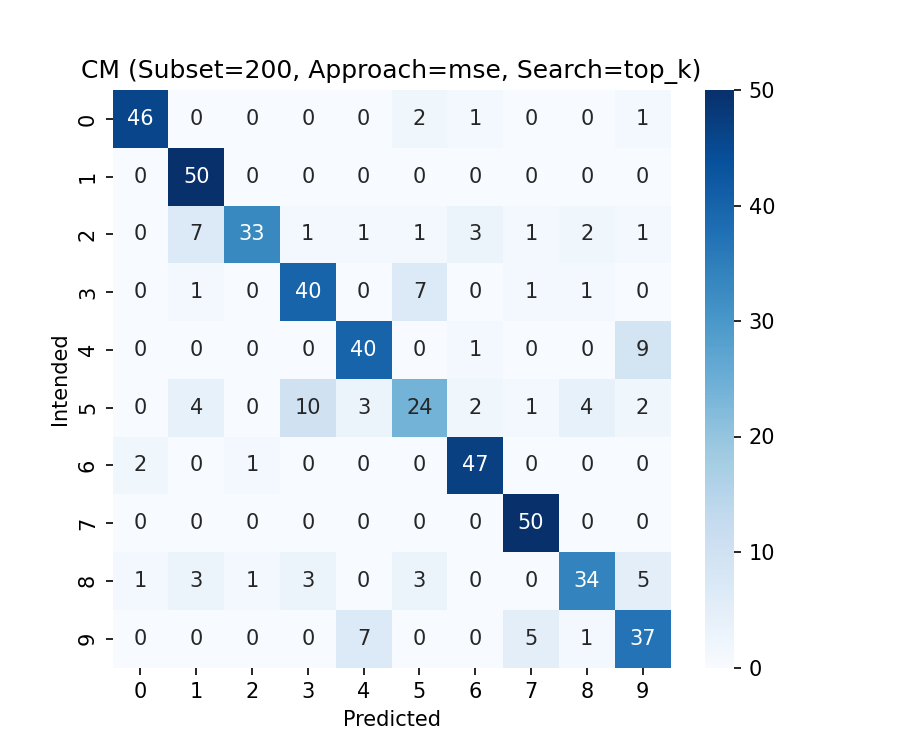 CM (Subset=200, Approach=mse, Search=top_k)
0 46 0 0 0 0 2 1 0 0 1
1 0 50 0 0 0 0 0 0 0 0
2 0 7 33 1 1 1 3 1 2 1
3 0 1 0 40 0 7 0 1 1 0
4 0 0 0 0 40 0 1 0 0 9
5 0 4 0 10 3 24 2 1 4 2
6 2 0 1 0 0 0 47 0 0 0
7 0 0 0 0 0 0 0 50 0 0
8 1 3 1 3 0 3 0 0 34 5
9 0 0 0 0 7 0 0 5 1 37
0 1 2 3 4 5 6 7 8 9
Predicted
Intended
50
40
30
20
10
0